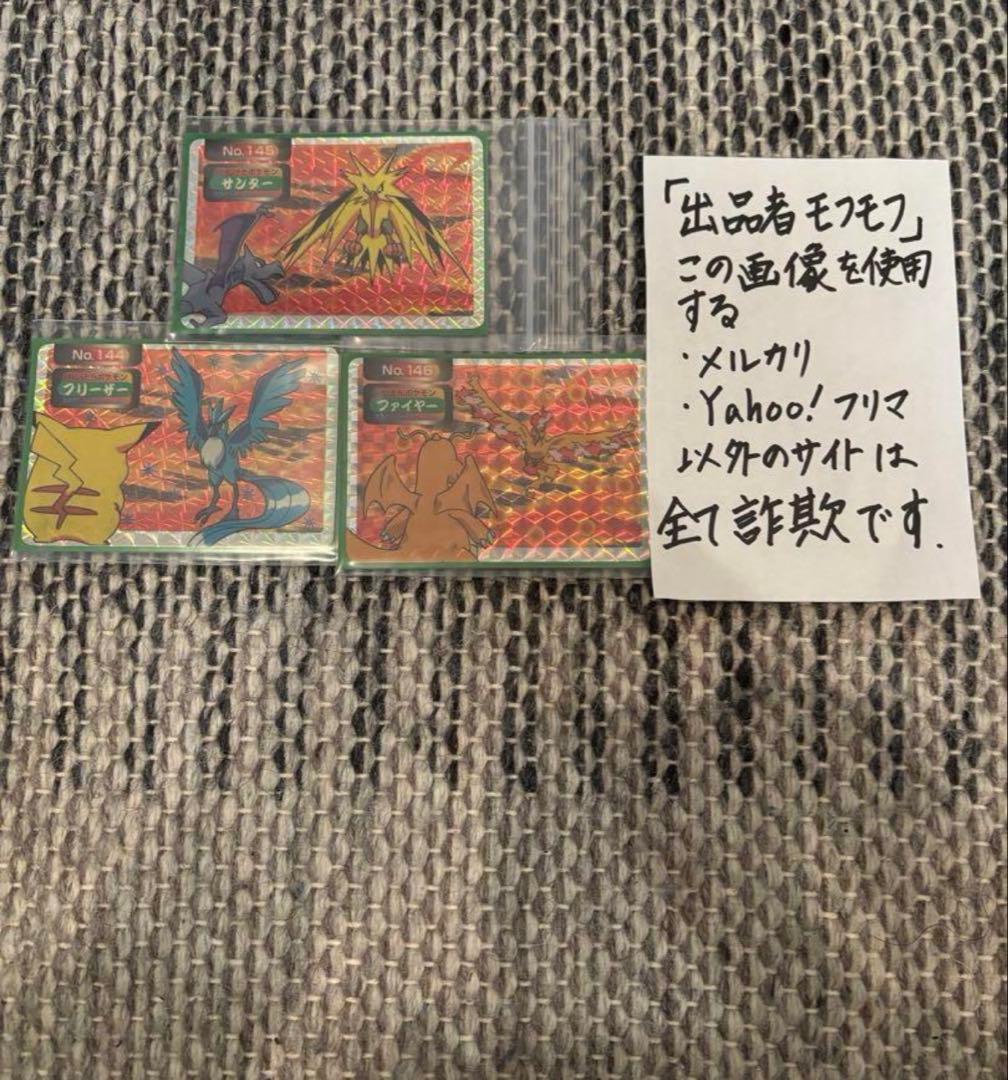 No.145
サンダー
No.144
フリーザー
No.146
ファイヤー
「出品者モフモフ」
この画像を使用
する
・メルカリ
・Yahoo!フリマ
以外のサイトは
全て詐欺です.